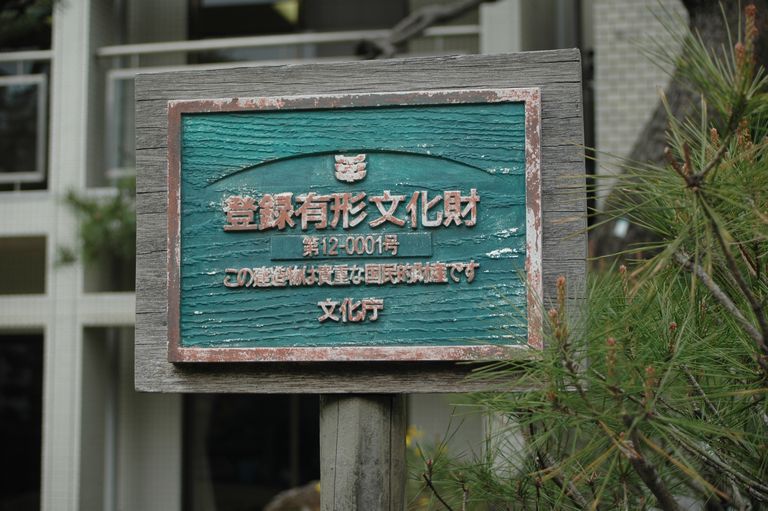 登録有形文化財
第12-0001号
この建造物は貴重な国民的財産です
文化庁